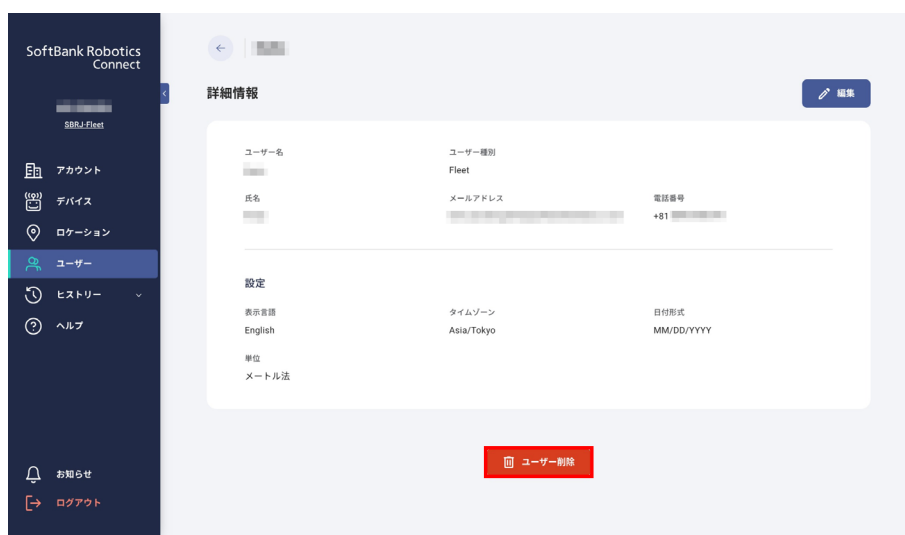 SoftBank Robotics
Connect
SBRJ-Fleet
アカウント
デバイス
ロケーション
ユーザー
ヒストリー
ヘルプ
お知らせ
ログアウト
詳細情報
編集
ユーザー名
ユーザー種別
Fleet
氏名
メールアドレス
電話番号
+81
設定
表示言語
タイムゾーン
日付形式
English
Asia/Tokyo
MM/DD/YYYY
単位
メートル法
ユーザー削除